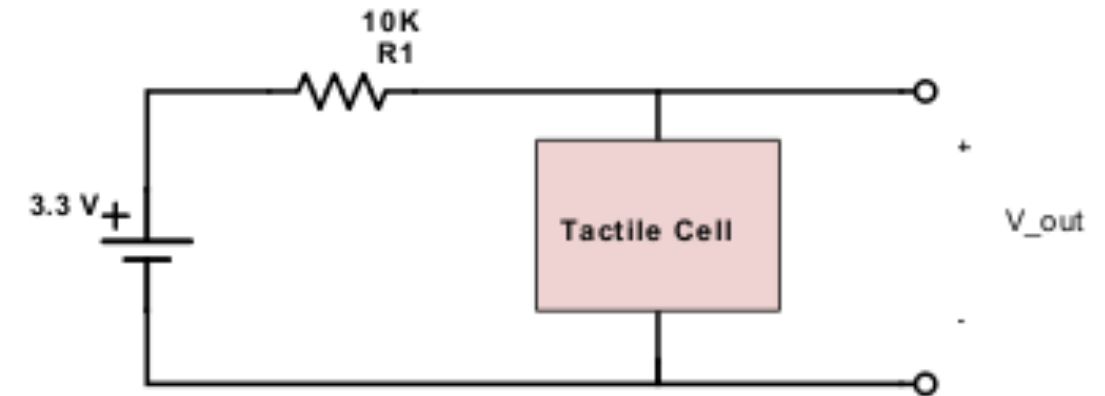 10K
R1
3.3 V
+
+
Tactile Cell
V_out
-